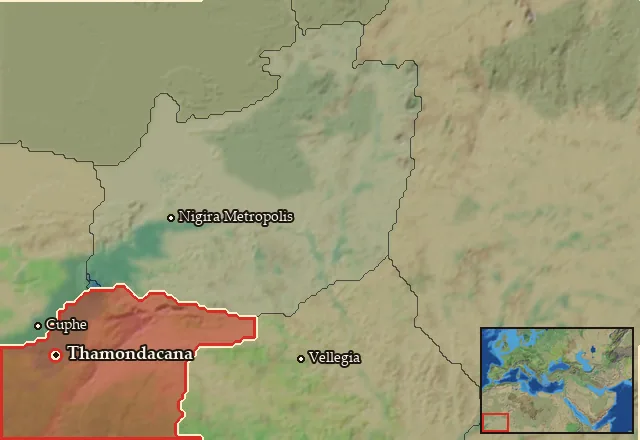 Nigira Metropolis
Cuphe
Thamondacana
Vellegia